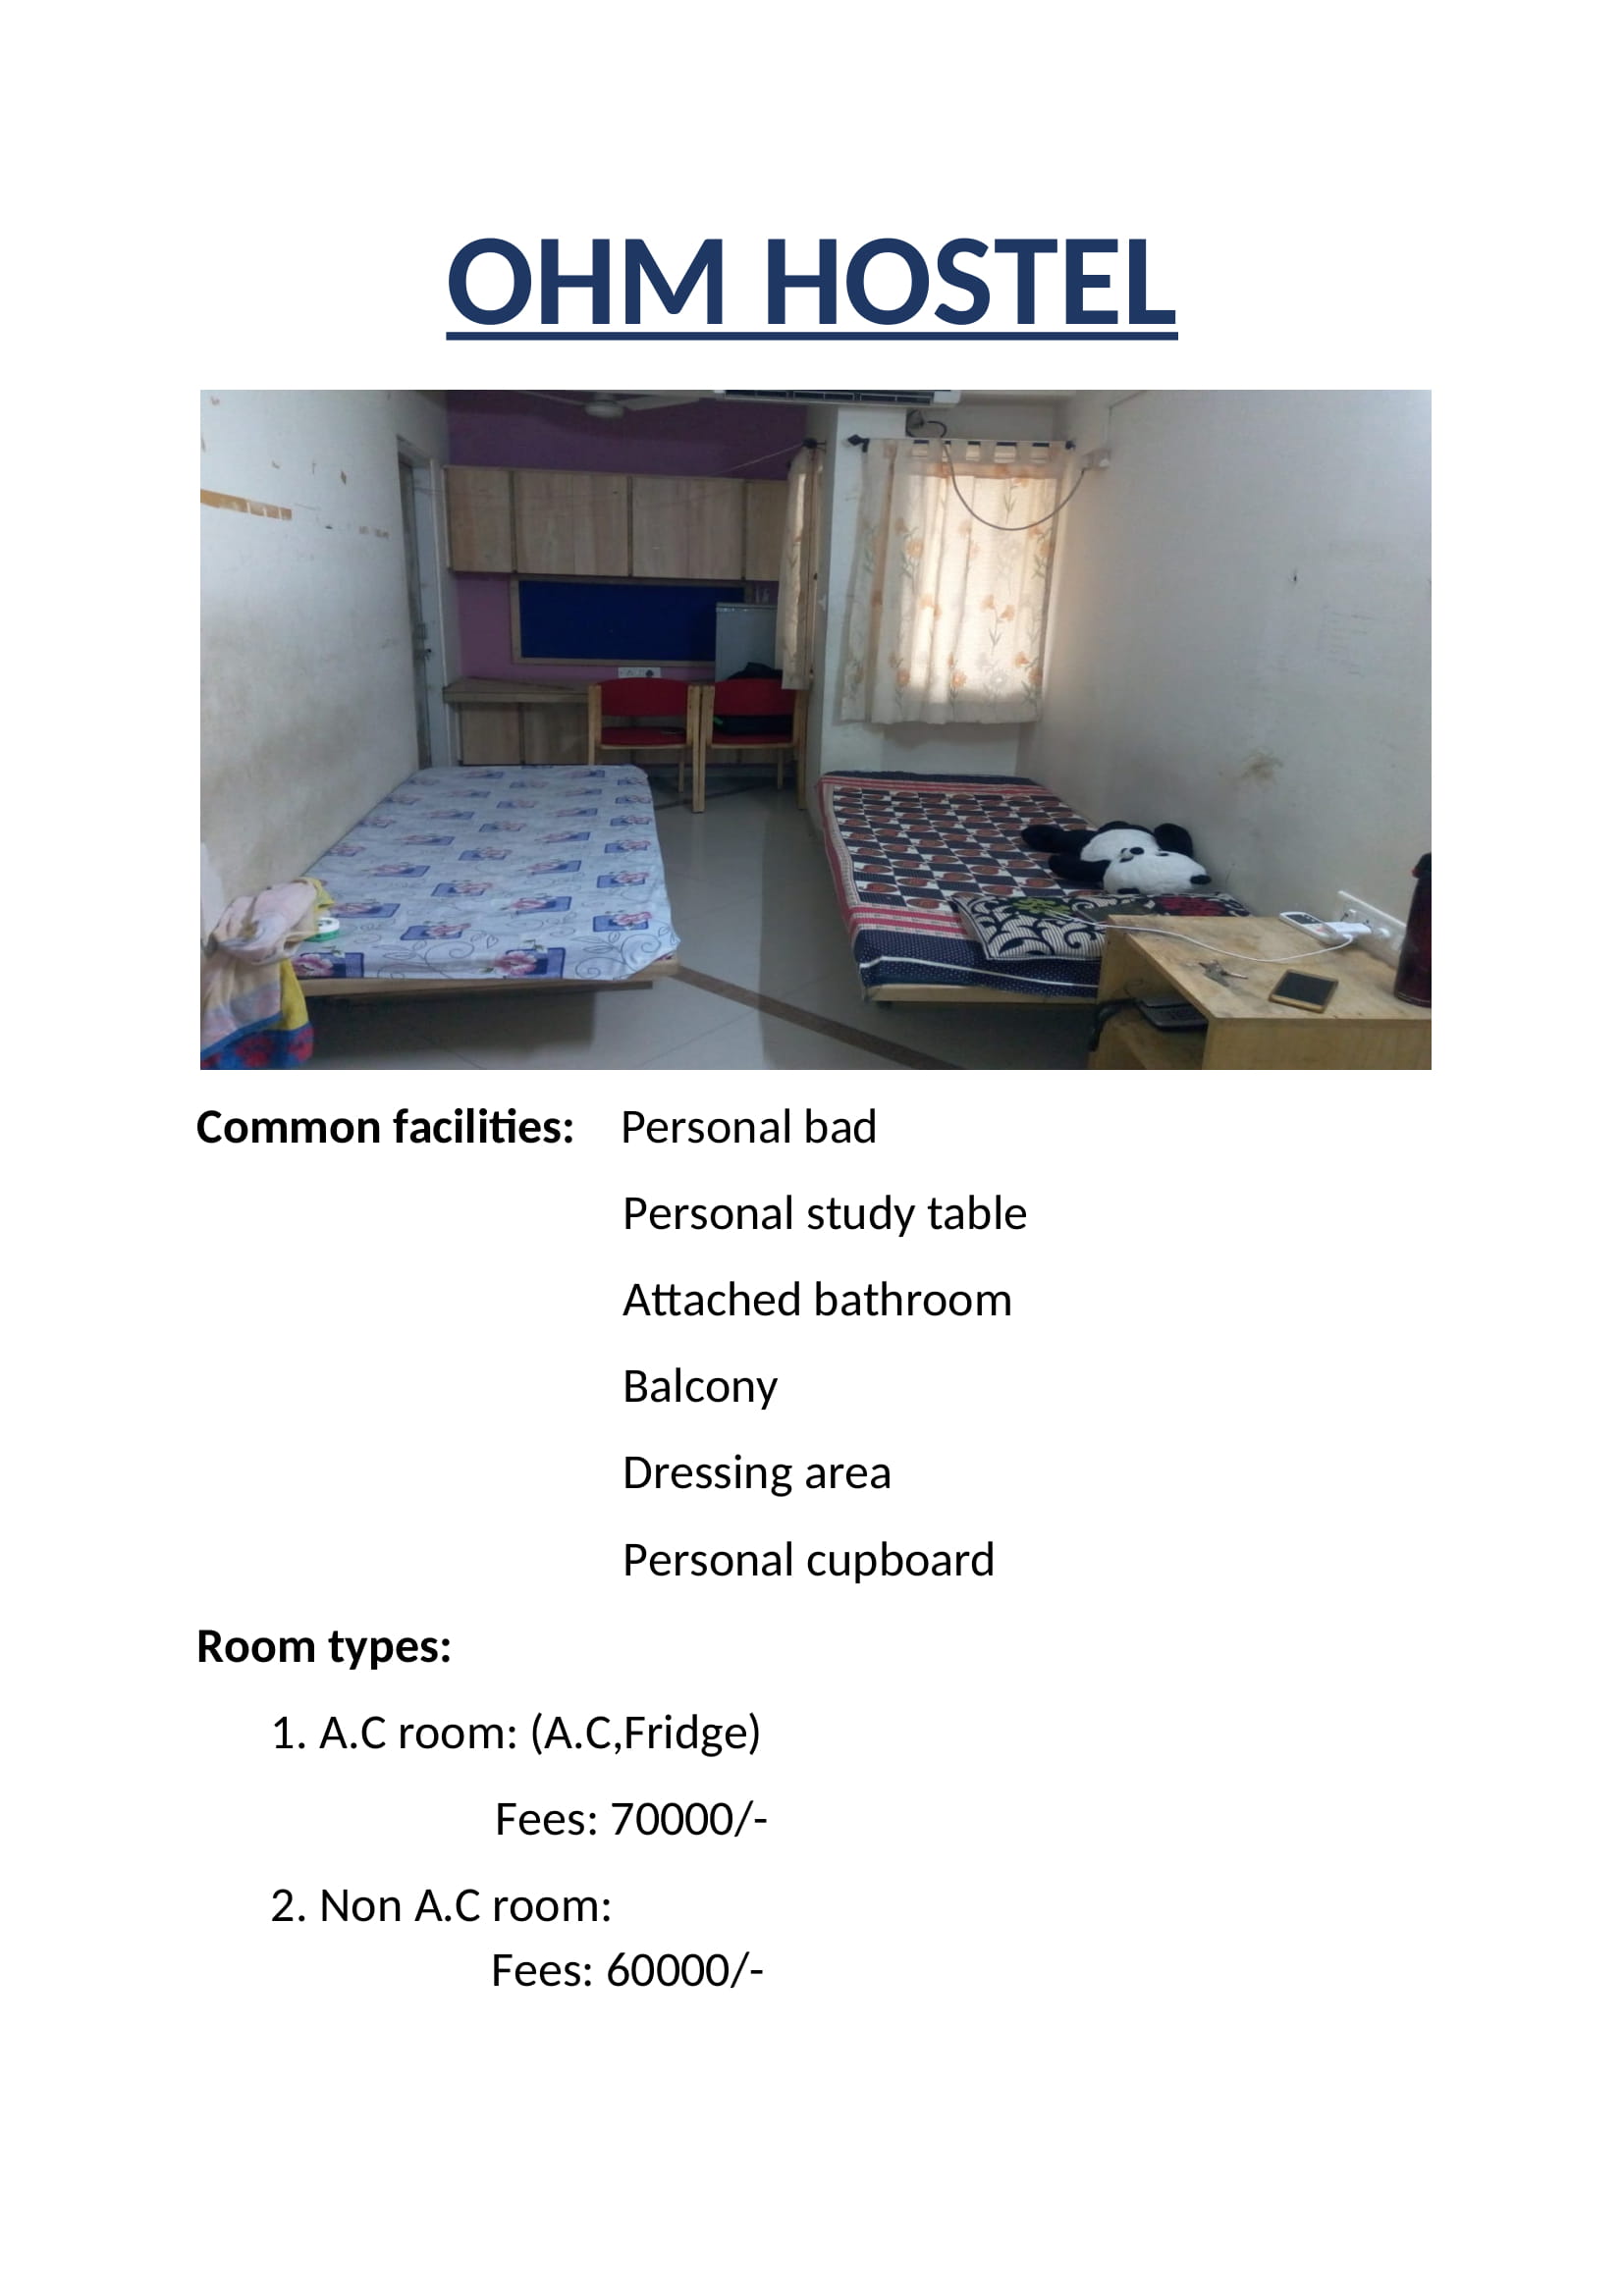 OHM HOSTEL
Common facilities: Personal bad
Personal study table
Attached bathroom
Balcony
Dressing area
Personal cupboard
Room types:
1. A.C room: (A.C,Fridge)
Fees: 70000/-
2. Non A.C room:
Fees: 60000/-